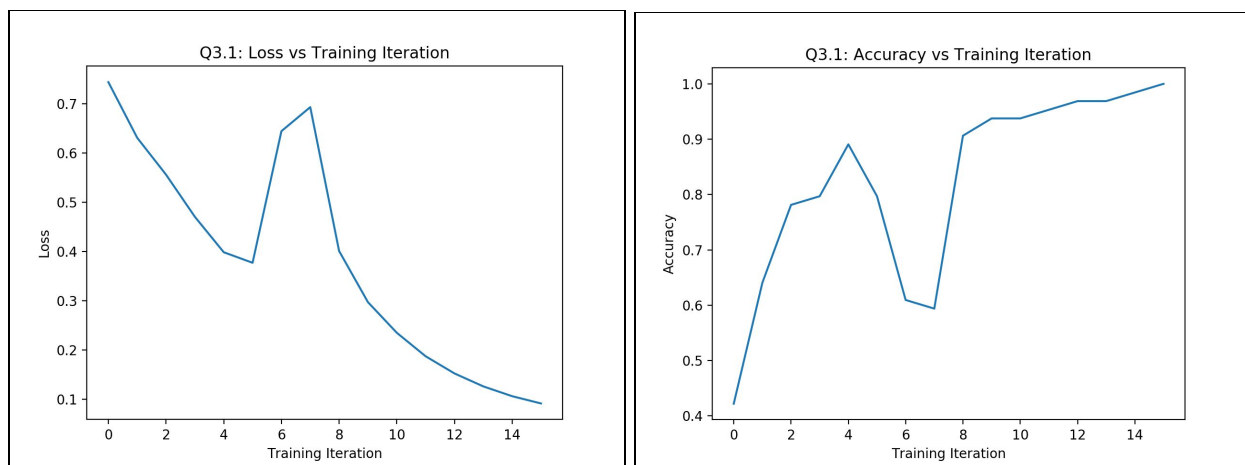 Q3.1: Loss vs Training Iteration
0.7
0.6
0.5
0.4
0.3
0.2
0.1
Loss
0 2 4 6 8 10 12 14
Training Iteration
Q3.1: Accuracy vs Training Iteration
1.0
0.9
0.8
0.7
0.6
0.5
0.4
Accuracy
0 2 4 6 8 10 12 14
Training Iteration